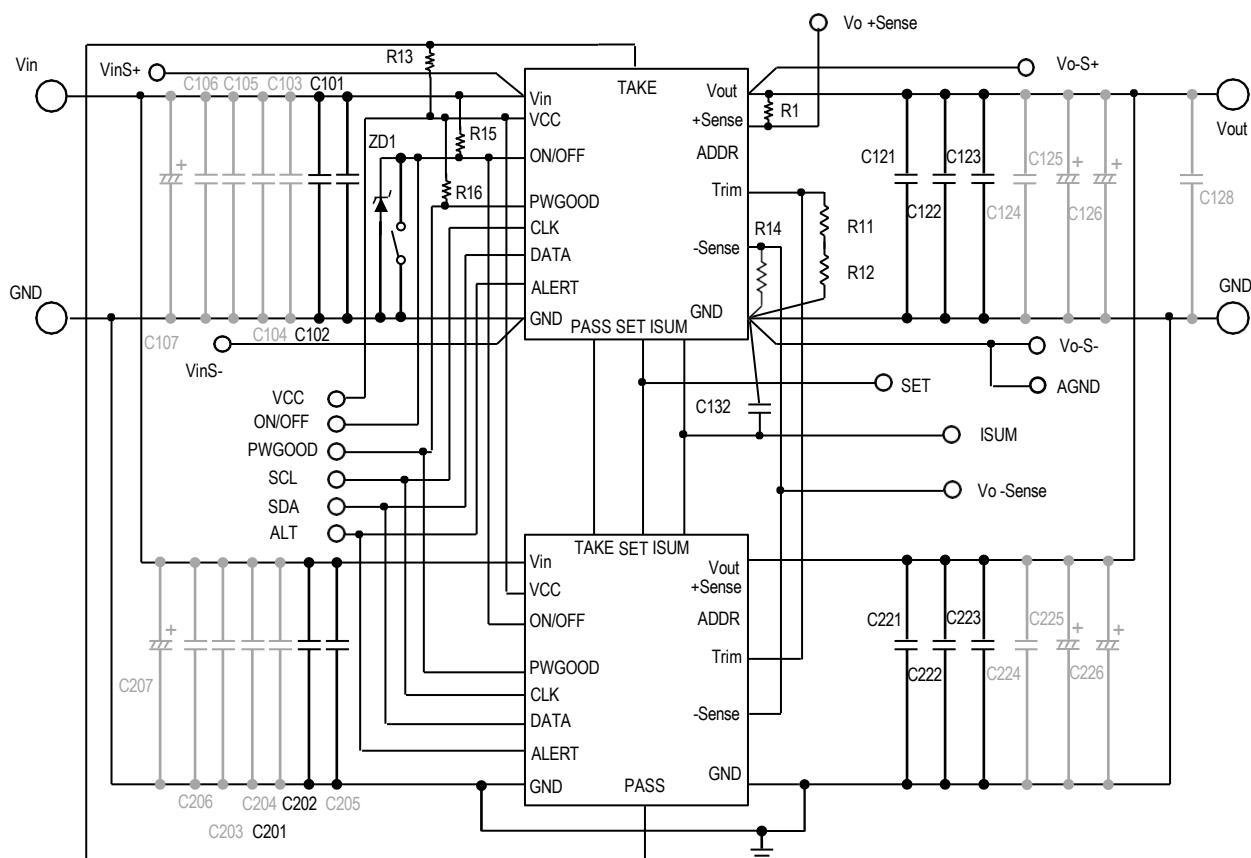 Vo +Sense
R13
Vin
VinS+
C106 C105 C103 C101
TAKE
Vo-S+
Vin
VCC
ON/OFF
PWGOOD
CLK
DATA
ALERT
GND
Vout
+Sense
ADDR
Trim
-Sense
GND
PASS SET ISUM
R15
ZD1
R16
R1
R14
R11
R12
C121
C122
C123
C124
C125
C126
C128
+
+
+
Vout
GND
GND
C107
C104 C102
VinS-
Vo-S-
AGND
SET
C132
ISUM
Vo -Sense
VCC
ON/OFF
PWGOOD
SCL
SDA
ALT
TAKE SET ISUM
Vin
VCC
ON/OFF
PWGOOD
CLK
DATA
ALERT
GND
Vout
+Sense
ADDR
Trim
-Sense
GND
PASS
+
C207
C206
C203
C204
C201
C202
C205
C221
C222
C223
C224
C225
C226
+
+